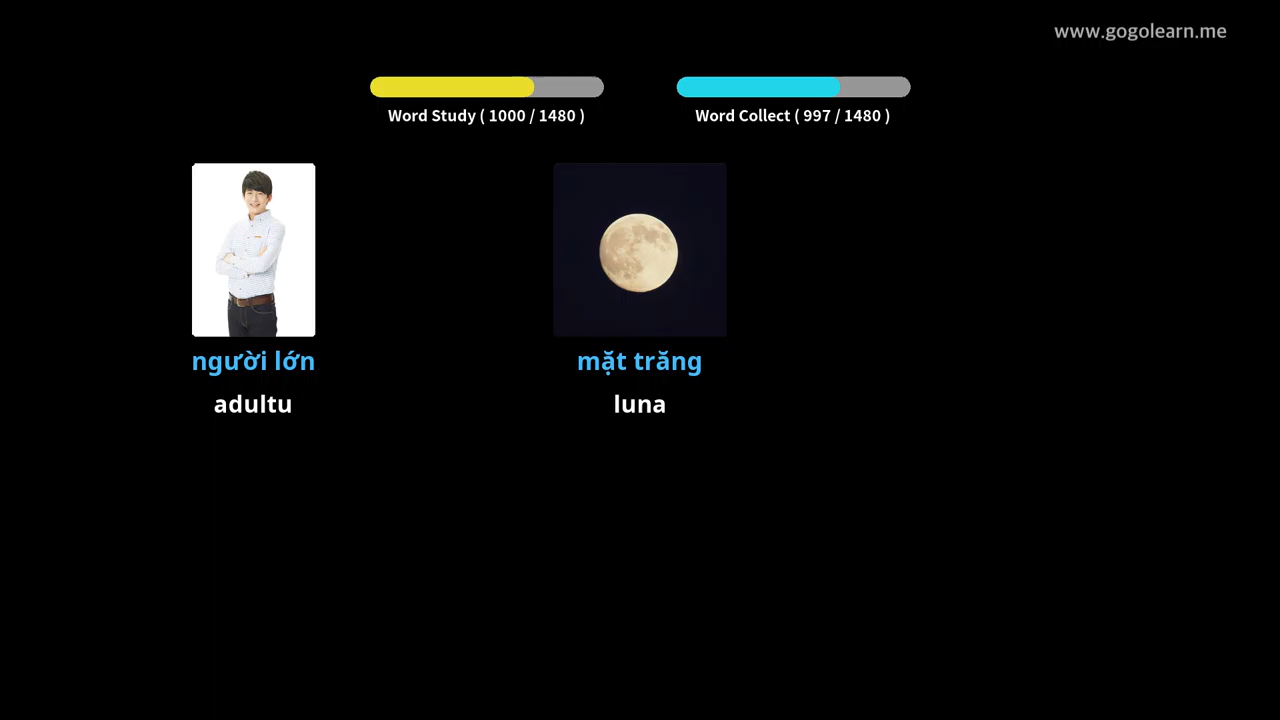 www.gogolearn.me
Word Study ( 1000 / 1480 )
Word Collect ( 997 / 1480 )
người lớn
adultu
mặt trăng
luna